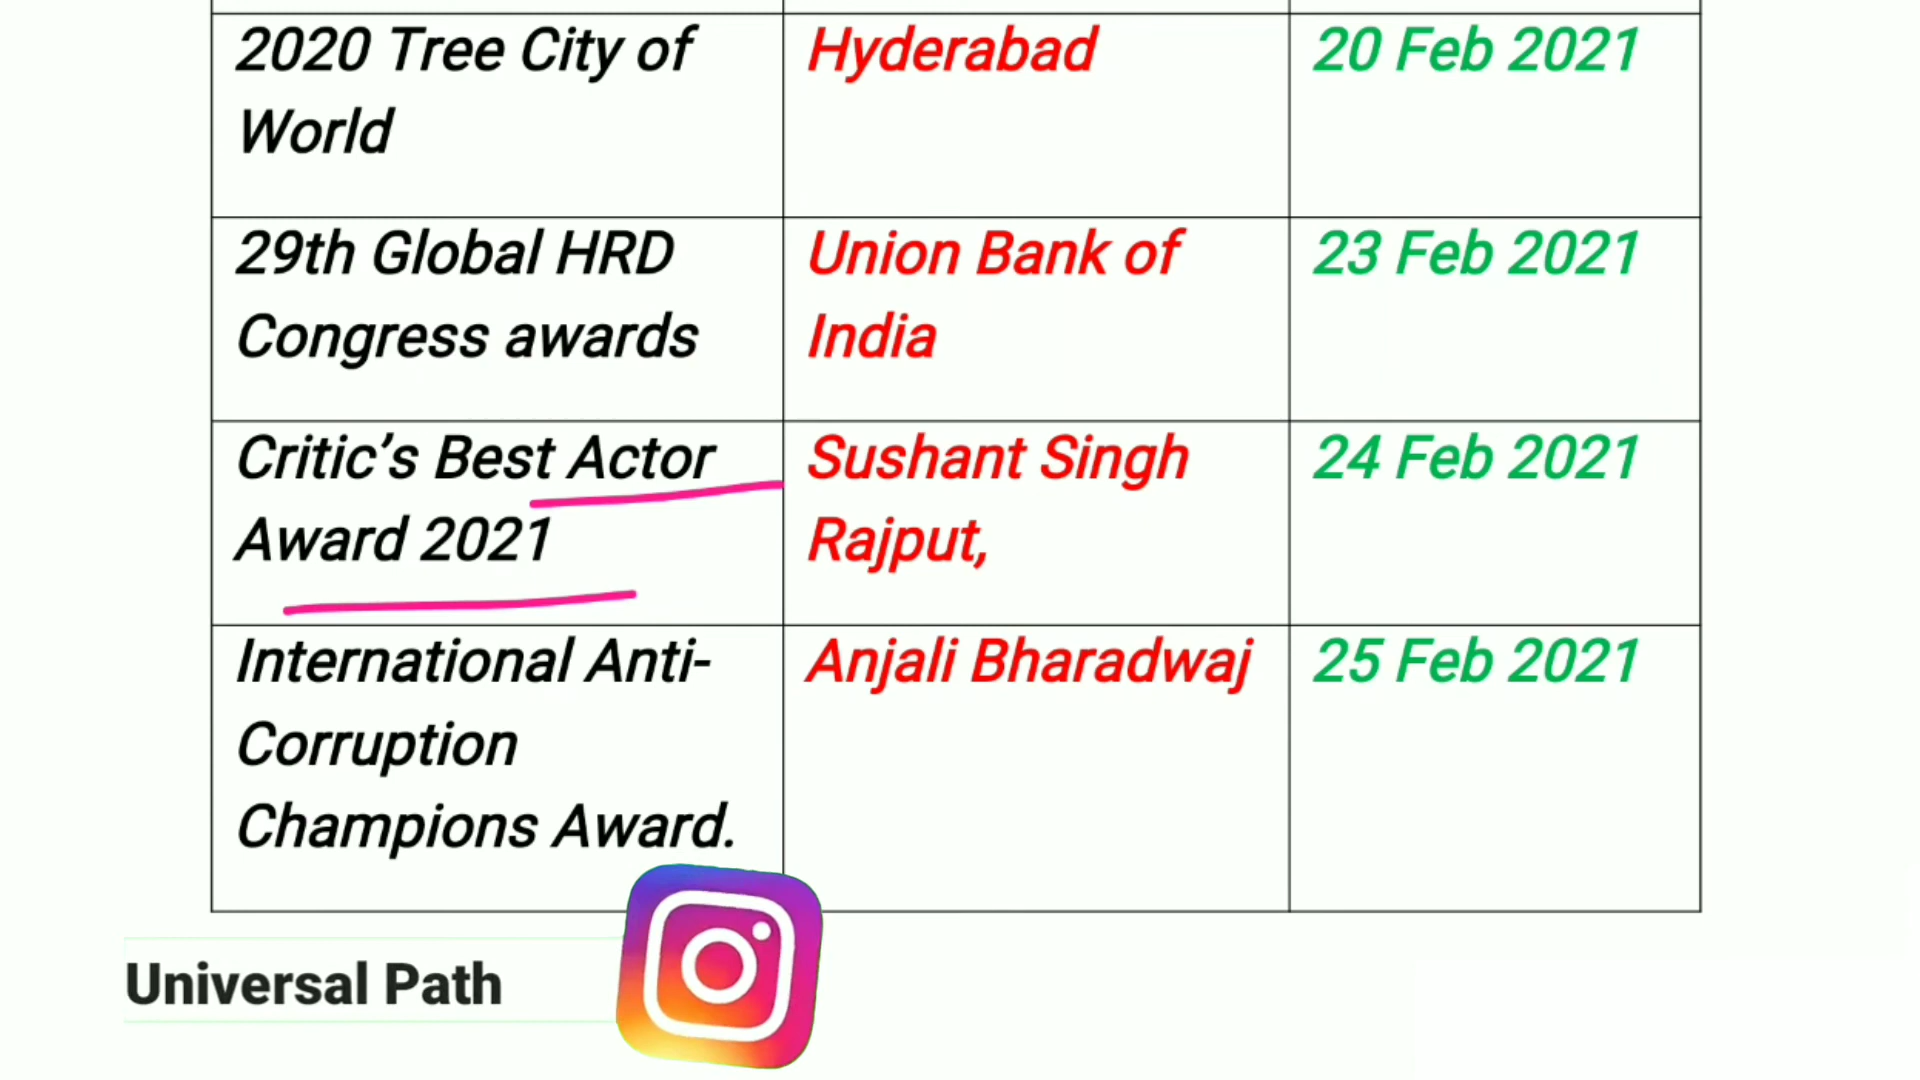 2020 Tree City of
World
Hyderabad
20 Feb 2021
29th Global HRD
Congress awards
Union Bank of
India
23 Feb 2021
Critic’s Best Actor
Award 2021
Sushant Singh
Rajput,
24 Feb 2021
International Anti-
Corruption
Champions Award.
Anjali Bharadwaj
25 Feb 2021
Universal Path